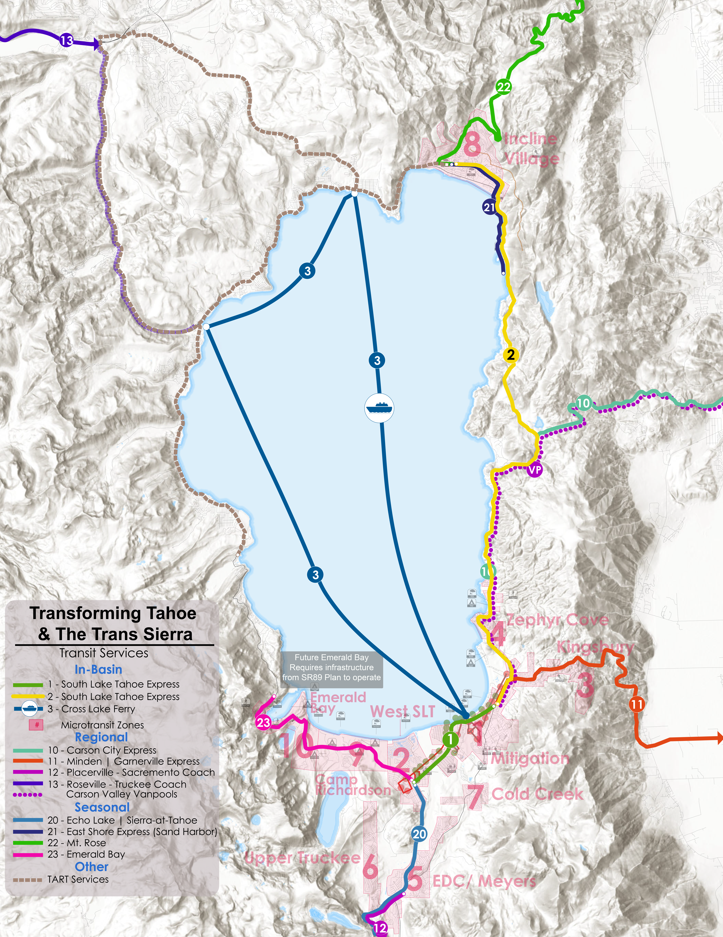 13
22
8
Incline
Village
21
3
2
3
10
VP
3
10
4
Zephyr Cove
Kingsbury
3
11
Transforming Tahoe
& The Trans Sierra
Transit Services
In-Basin
1 - South Lake Tahoe Express
2 - South Lake Tahoe Express
3 - Cross Lake Ferry
Microtransit Zones
Regional
10 - Carson City Express
11 - Minden | Garnerville Express
12 - Placerville - Sacramento Coach
13 - Roseville - Truckee Coach
Carson Valley Vanpools
Seasonal
20 - Echo Lake | Sierra-at-Tahoe
21 - East Shore Express (Sand Harbor)
22 - Mt. Rose
23 - Emerald Bay
Other
TART Services
Future Emerald Bay
Requires infrastructure
from SR89 Plan to operate
Emerald
Bay
23
West SLT
10
9
2
1
1
Mitigation
Camp
Richardson
7
Cold Creek
20
Upper Truckee
6
5
EDC/ Meyers
12